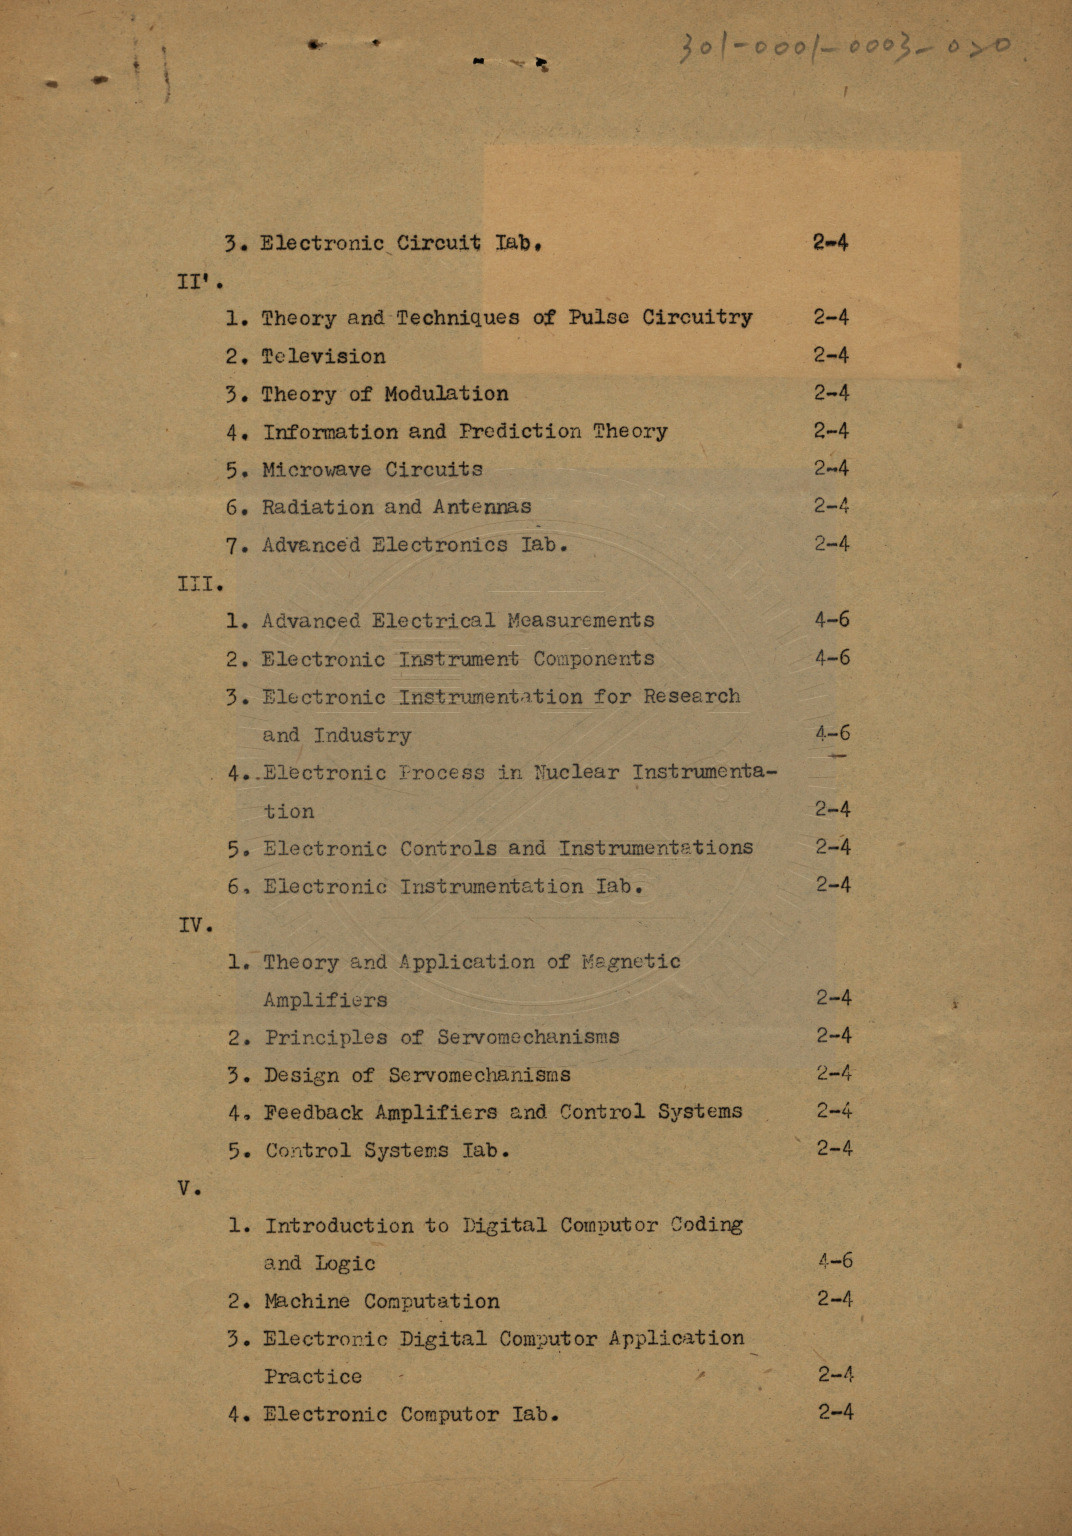 301-0001-0003-020
3. Electronic Circuit Lab. 2-4
II'.
1. Theory and Techniques of Pulse Circuitry 2-4
2. Television 2-4
3. Theory of Modulation 2-4
4. Information and Prediction Theory 2-4
5. Microwave Circuits 2-4
6. Radiation and Antennas 2-4
7. Advanced Electronics Lab. 2-4
III.
1. Advanced Electrical Measurements 4-6
2. Electronic Instrument Components 4-6
3. Electronic Instrumentation for Research
and Industry 4-6
4. Electronic Process in Nuclear Instrumenta-
tion 2-4
5. Electronic Controls and Instrumentations 2-4
6. Electronic Instrumentation Lab. 2-4
IV.
1. Theory and Application of Magnetic
Amplifiers 2-4
2. Principles of Servomechanisms 2-4
3. Design of Servomechanisms 2-4
4. Feedback Amplifiers and Control Systems 2-4
5. Control Systems Lab. 2-4
V.
1. Introduction to Digital Computor Coding
and Logic 4-6
2. Machine Computation 2-4
3. Electronic Digital Computor Application
Practice 2-4
4. Electronic Computor Lab. 2-4